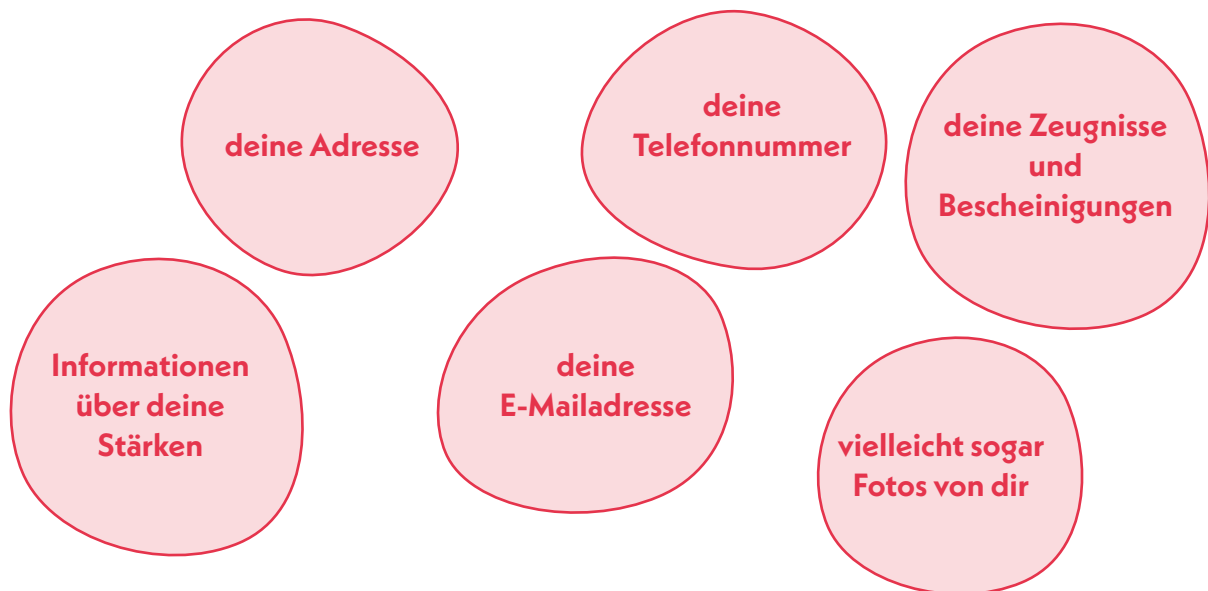 deine Adresse
deine
Telefonnummer
deine Zeugnisse
und
Bescheinigungen
Informationen
über deine
Stärken
deine
E-Mailadresse
vielleicht sogar
Fotos von dir